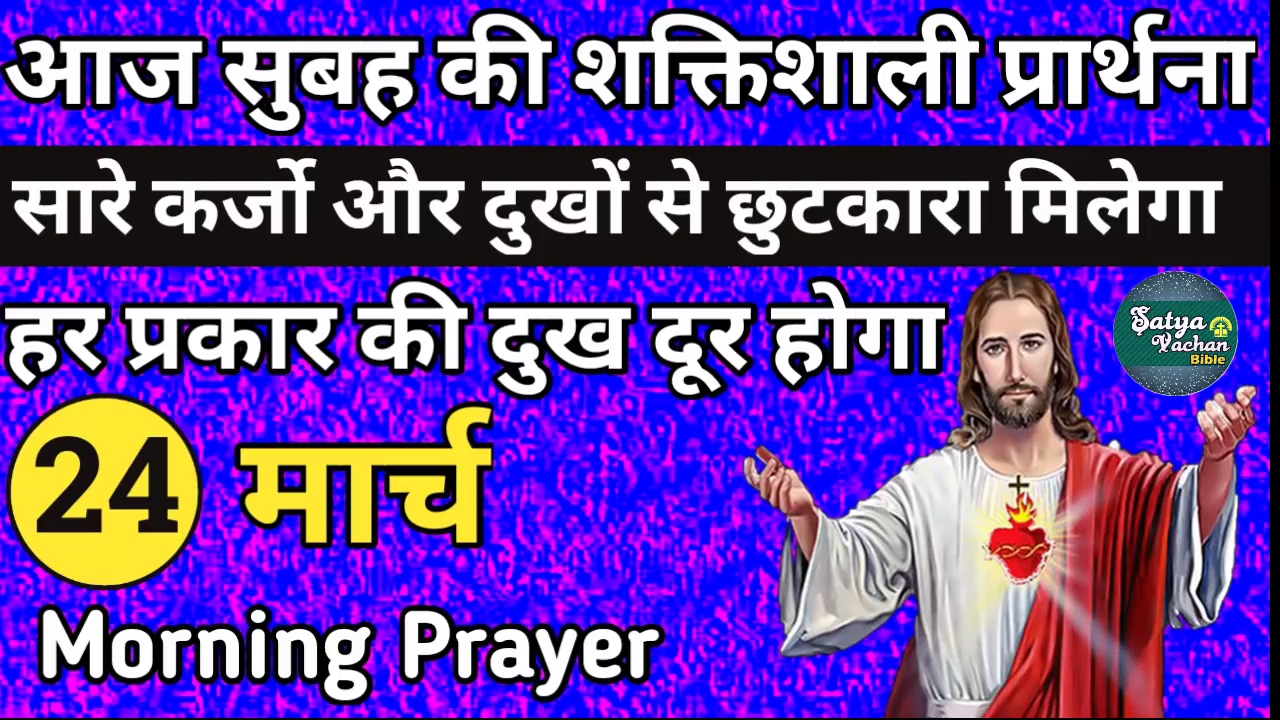 आज सुबह की शक्तिशाली प्रार्थना
सारे कर्जो और दुखों से छुटकारा मिलेगा
हर प्रकार की दुख दूर होगा
Satya
Vachan
Bible
24 मार्च
Morning Prayer